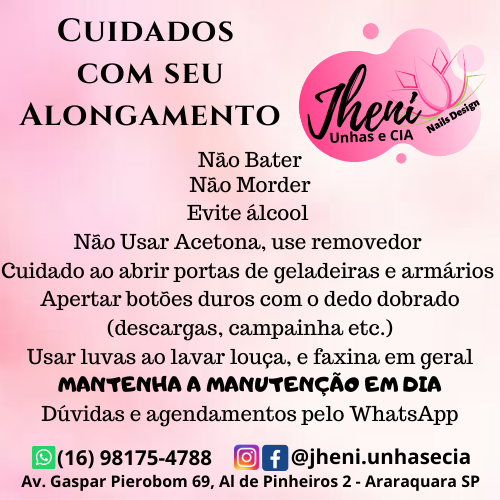 Cuidados
com seu
Alongamento
Jheni
Unhas e CIA
Nails Design
Não Bater
Não Morder
Evite álcool
Não Usar Acetona, use removedor
Cuidado ao abrir portas de geladeiras e armários
Apertar botões duros com o dedo dobrado
(descargas, campainha etc.)
Usar luvas ao lavar louça, e faxina em geral
MANTENHA A MANUTENÇÃO EM DIA
Dúvidas e agendamentos pelo WhatsApp
(16) 98175-4788 @jheni.unhasecia
Av. Gaspar Pierobom 69, Al de Pinheiros 2 - Araraquara SP